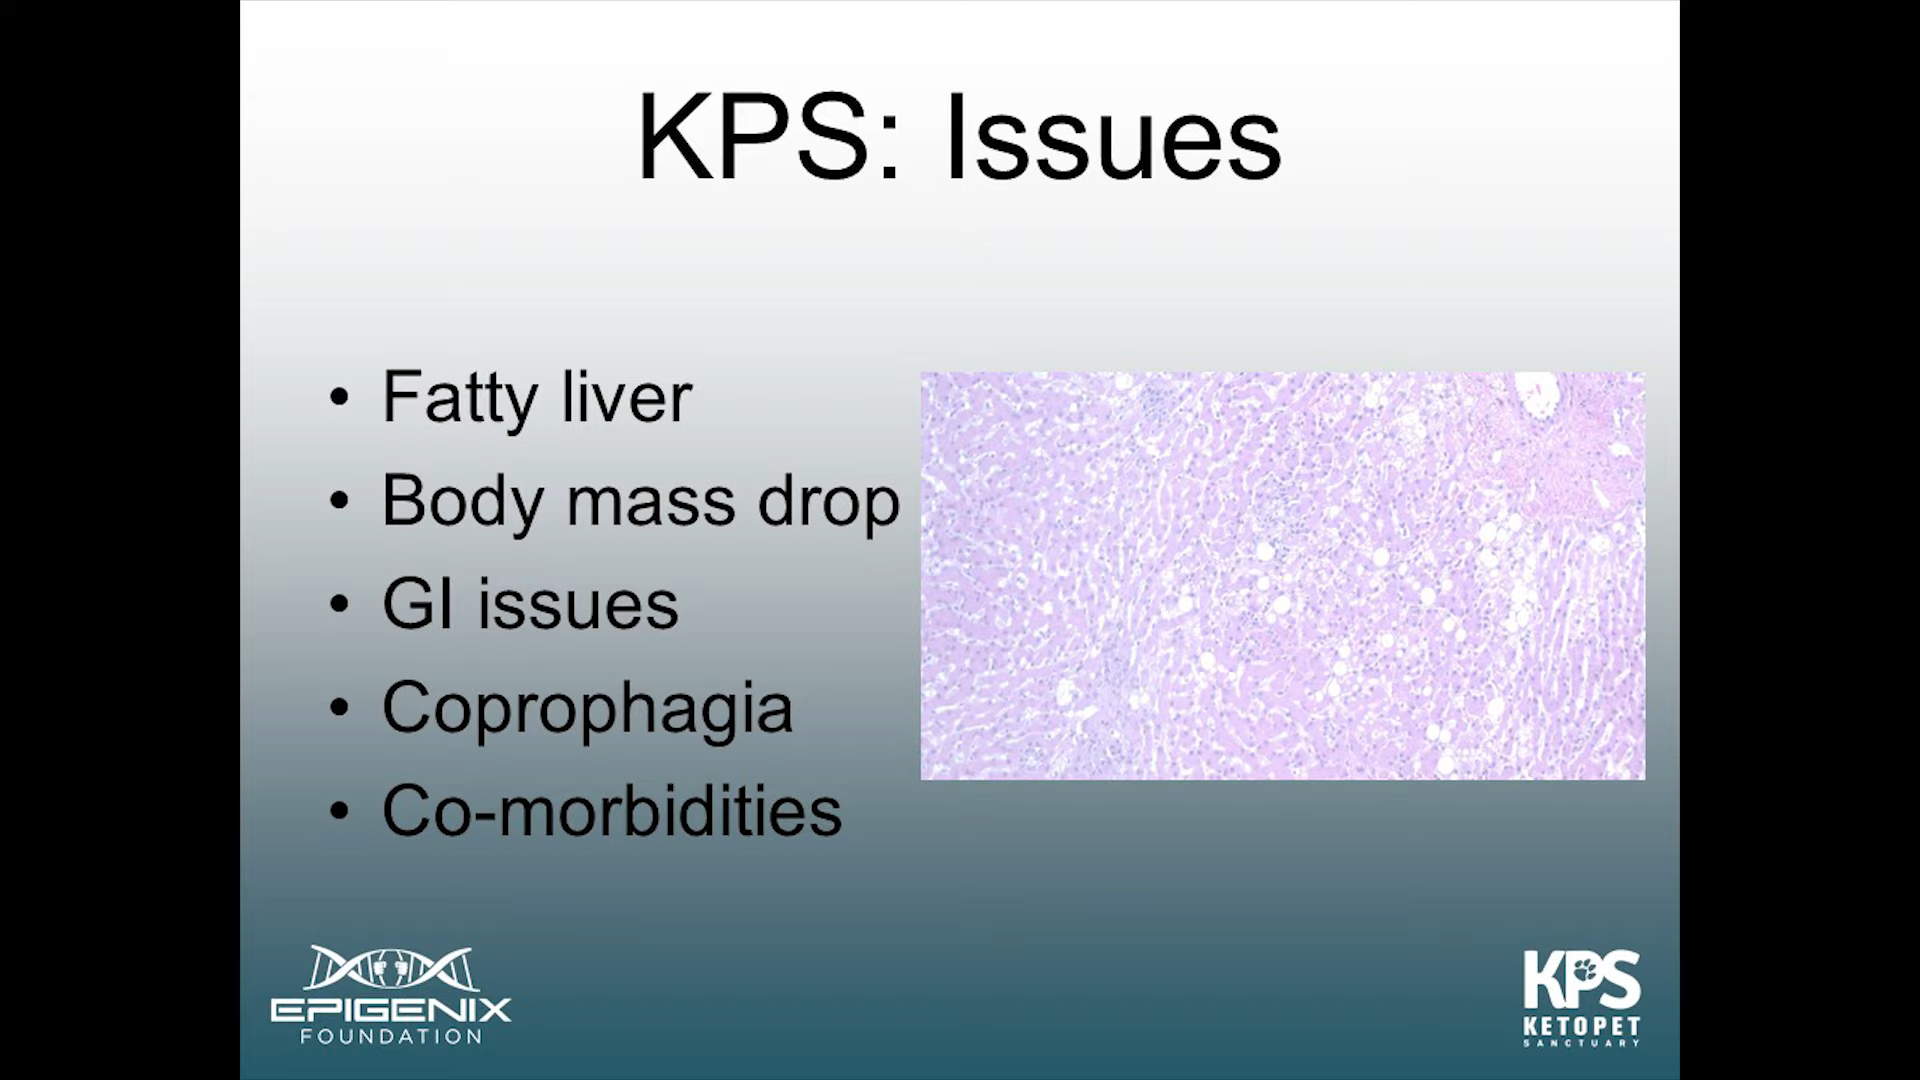 KPS: Issues
• Fatty liver
• Body mass drop
• GI issues
• Coprophagia
• Co-morbidities
EPIGENIX
FOUNDATION
KPS
KETOPET
SANCTUARY